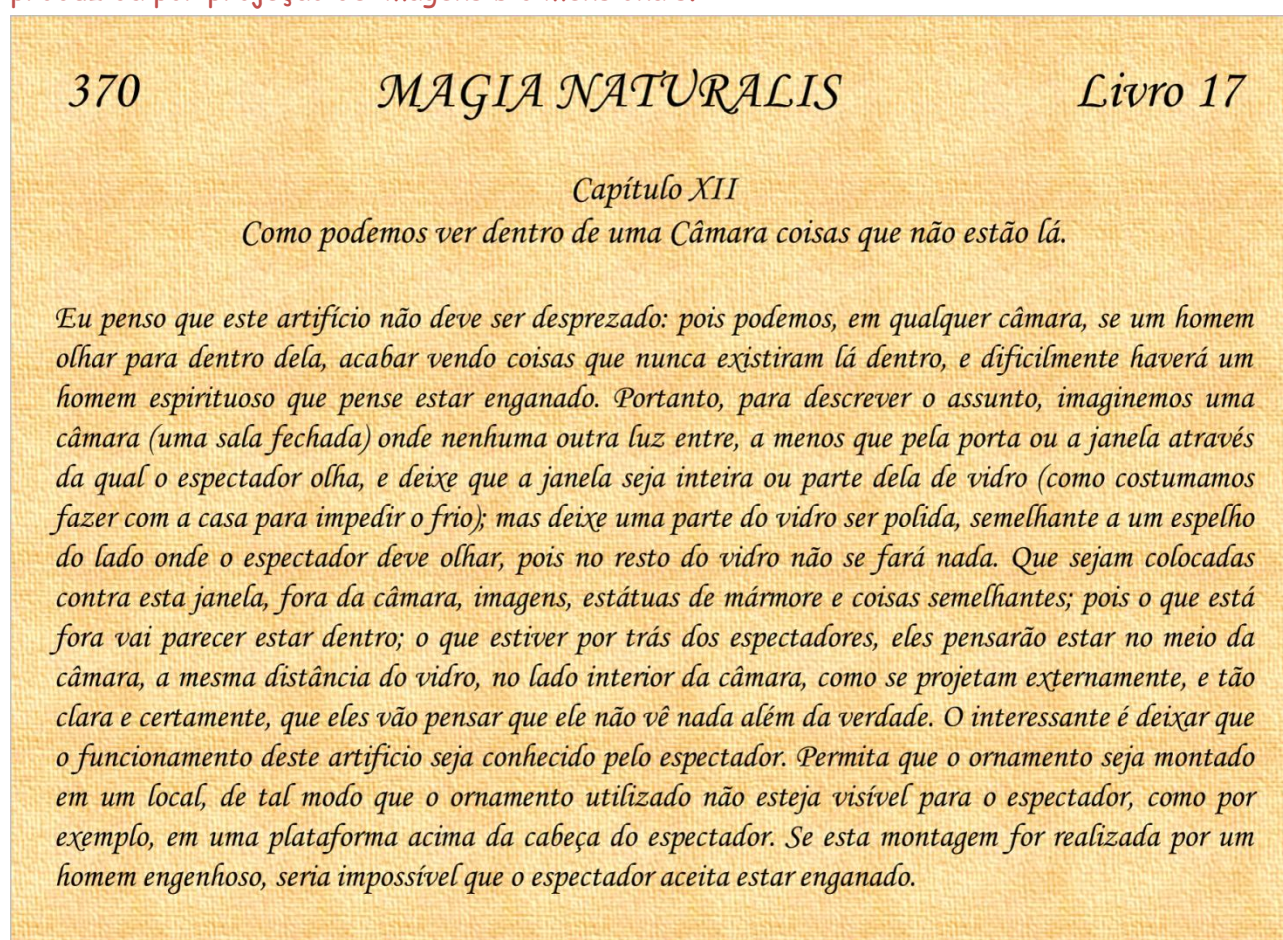 370 MAGIA NATURALIS Livro 17
Capítulo XII
Como podemos ver dentro de uma Câmara coisas que não estão lá.
Eu penso que este artifício não deve ser desprezado: pois podemos, em qualquer câmara, se um homem
olhar para dentro dela, acabar vendo coisas que nunca existiram lá dentro, e dificilmente haverá um
homem espirituoso que pense estar enganado. Portanto, para descrever o assunto, imaginemos uma
câmara (uma sala fechada) onde nenhuma outra luz entre, a menos que pela porta ou a janela através
da qual o espectador olha, e deixe que a janela seja inteira ou parte dela de vidro (como costumamos
fazer com a casa para impedir o frio); mas deixe uma parte do vidro ser polida, semelhante a um espelho
do lado onde o espectador deve olhar, pois no resto do vidro não se fará nada. Que sejam colocadas
contra esta janela, fora da câmara, imagens, estátuas de mármore e coisas semelhantes; pois o que está
fora vai parecer estar dentro; o que estiver por trás dos espectadores, eles pensarão estar no meio da
câmara, a mesma distância do vidro, no lado interior da câmara, como se projetam externamente, e tão
clara e certamente, que eles vão pensar que ele não vê nada além da verdade. O interessante é deixar que
o funcionamento deste artificio seja conhecido pelo espectador. Permita que o ornamento seja montado
em um local, de tal modo que o ornamento utilizado não esteja visível para o espectador, como por
exemplo, em uma plataforma acima da cabeça do espectador. Se esta montagem for realizada por um
homem engenhoso, seria impossível que o espectador aceita estar enganado.